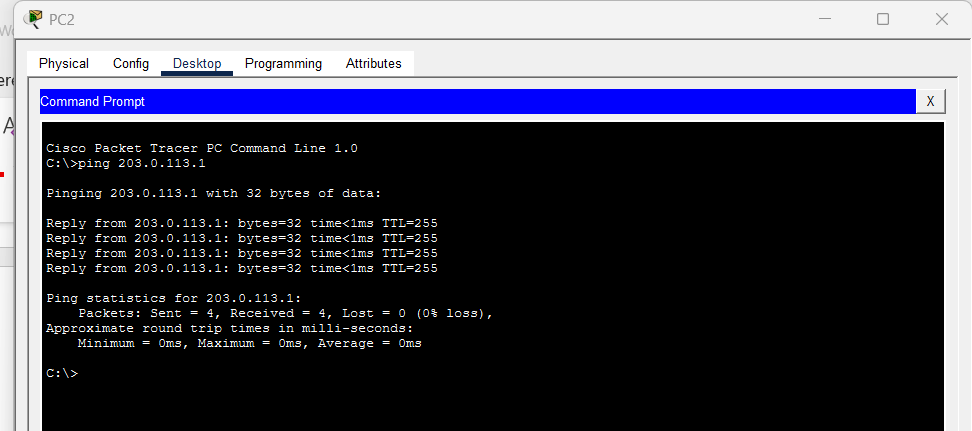 PC2
Physical Config Desktop Programming Attributes
Command Prompt X
Cisco Packet Tracer PC Command Line 1.0
C:\>ping 203.0.113.1
Pinging 203.0.113.1 with 32 bytes of data:
Reply from 203.0.113.1: bytes=32 time<1ms TTL=255
Reply from 203.0.113.1: bytes=32 time<1ms TTL=255
Reply from 203.0.113.1: bytes=32 time<1ms TTL=255
Reply from 203.0.113.1: bytes=32 time<1ms TTL=255
Ping statistics for 203.0.113.1:
Packets: Sent = 4, Received = 4, Lost = 0 (0% loss),
Approximate round trip times in milli-seconds:
Minimum = 0ms, Maximum = 0ms, Average = 0ms
C:\>